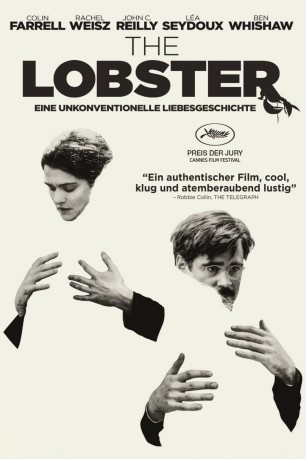 COLIN RACHEL JOHN C. LÉA BEN
FARRELL WEISZ REILLY SEYDOUX WHISHAW
THE
LOBSTER
EINE UNKONVENTIONELLE LIEBESGESCHICHTE
PREIS DER JURY
CANNES FILM FESTIVAL
“Ein authentischer Film, cool,
klug und atemberaubend lustig”
– Robbie Collin, THE TELEGRAPH